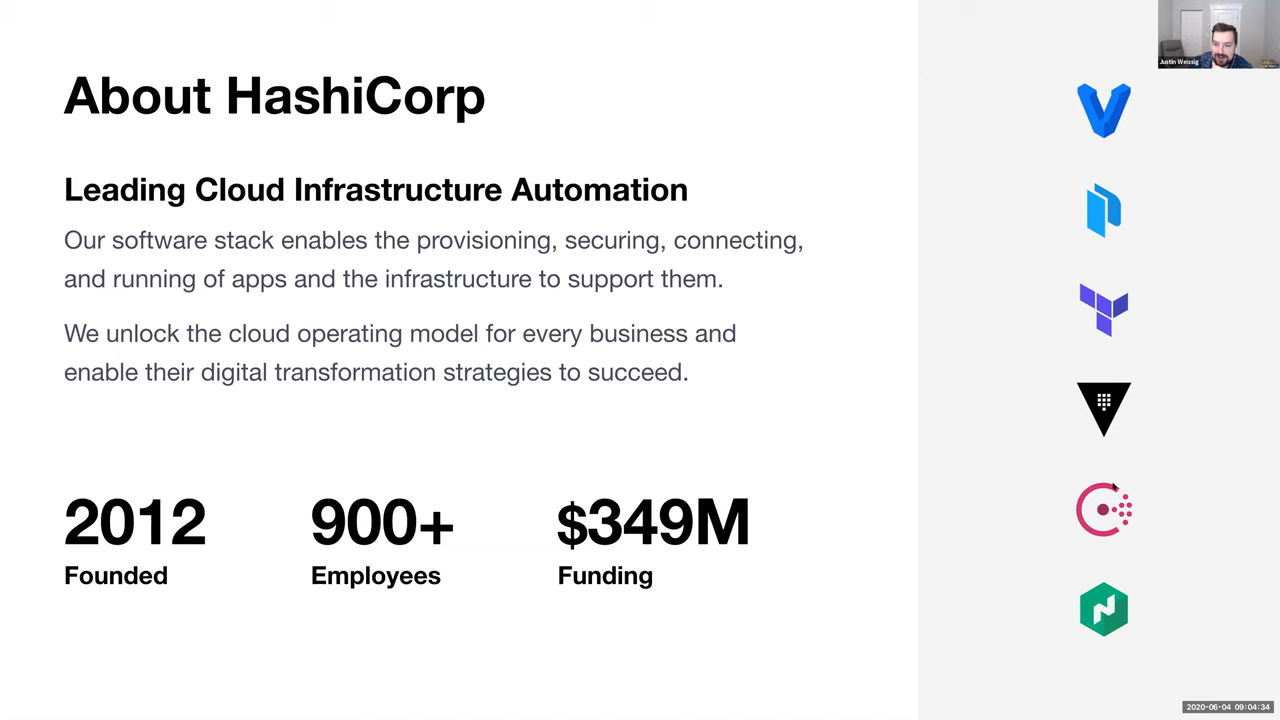 About HashiCorp
Leading Cloud Infrastructure Automation
Our software stack enables the provisioning, securing, connecting,
and running of apps and the infrastructure to support them.
We unlock the cloud operating model for every business and
enable their digital transformation strategies to succeed.
2012
Founded
900+
Employees
$349M
Funding
Justin Weissig
2020-06-04 09:04:34